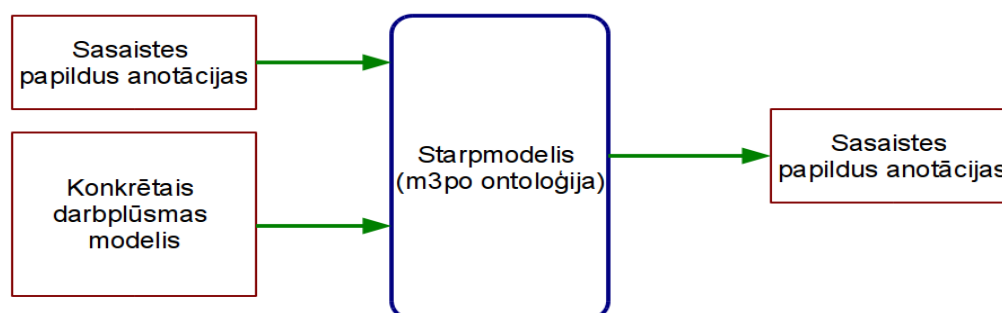 Sasaistes
papildus anotācijas
Konkrētais
darbplūsmas
modelis
Starpmodelis
(m3po ontoloģija)
Sasaistes
papildus anotācijas